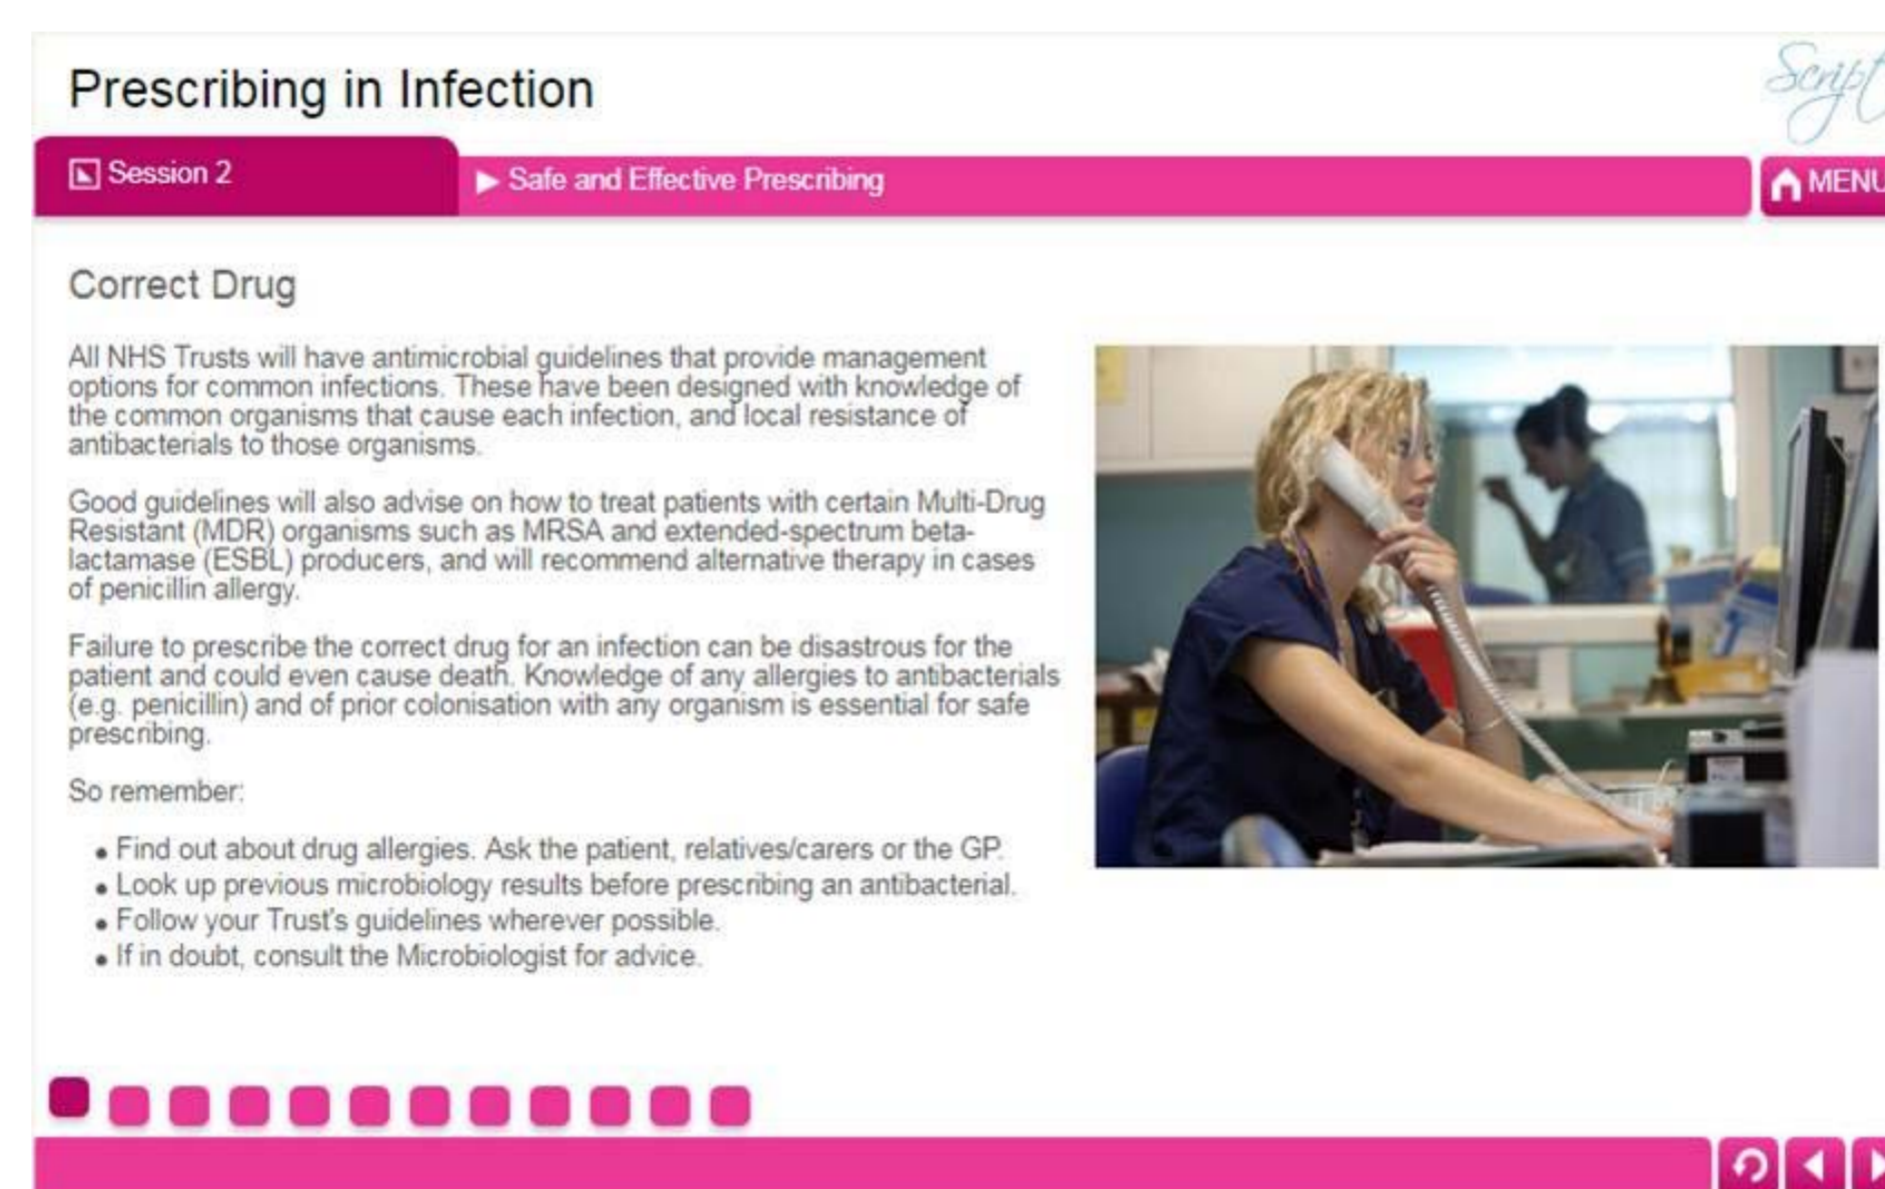 Prescribing in Infection
Script
Session 2
Safe and Effective Prescribing
MENU
Correct Drug
All NHS Trusts will have antimicrobial guidelines that provide management
options for common infections. These have been designed with knowledge of
the common organisms that cause each infection, and local resistance of
antibacterials to those organisms.
Good guidelines will also advise on how to treat patients with certain Multi-Drug
Resistant (MDR) organisms such as MRSA and extended-spectrum beta-
lactamase (ESBL) producers, and will recommend alternative therapy in cases
of penicillin allergy.
Failure to prescribe the correct drug for an infection can be disastrous for the
patient and could even cause death. Knowledge of any allergies to antibacterials
(e.g. penicillin) and of prior colonisation with any organism is essential for safe
prescribing.
So remember:
• Find out about drug allergies. Ask the patient, relatives/carers or the GP.
• Look up previous microbiology results before prescribing an antibacterial.
• Follow your Trust's guidelines wherever possible.
• If in doubt, consult the Microbiologist for advice.